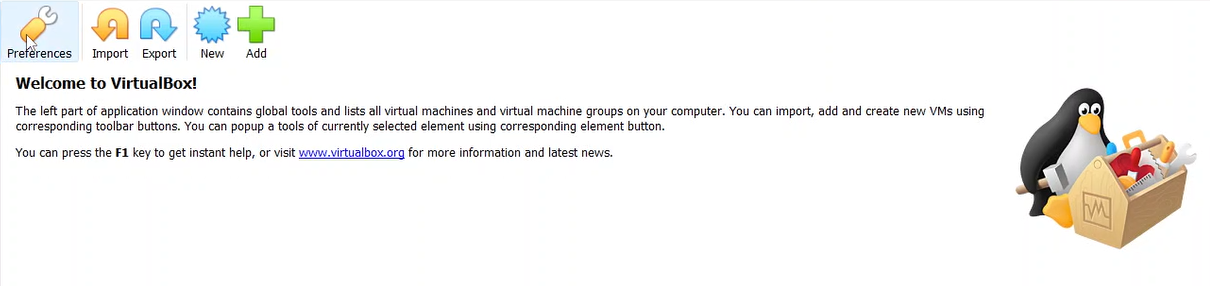 Preferences Import Export New Add
Welcome to VirtualBox!
The left part of application window contains global tools and lists all virtual machines and virtual machine groups on your computer. You can import, add and create new VMs using
corresponding toolbar buttons. You can popup a tools of currently selected element using corresponding element button.
You can press the F1 key to get instant help, or visit www.virtualbox.org for more information and latest news.